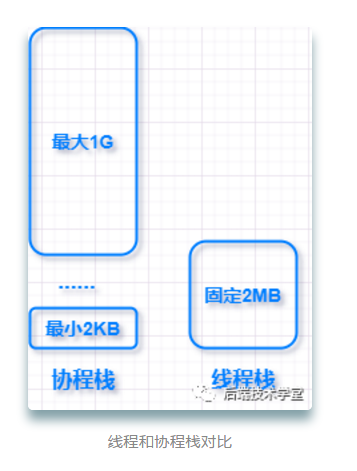 最大1G
......
固定2MB
最小2KB
协程栈
线程栈
后端技术学堂
线程和协程栈对比